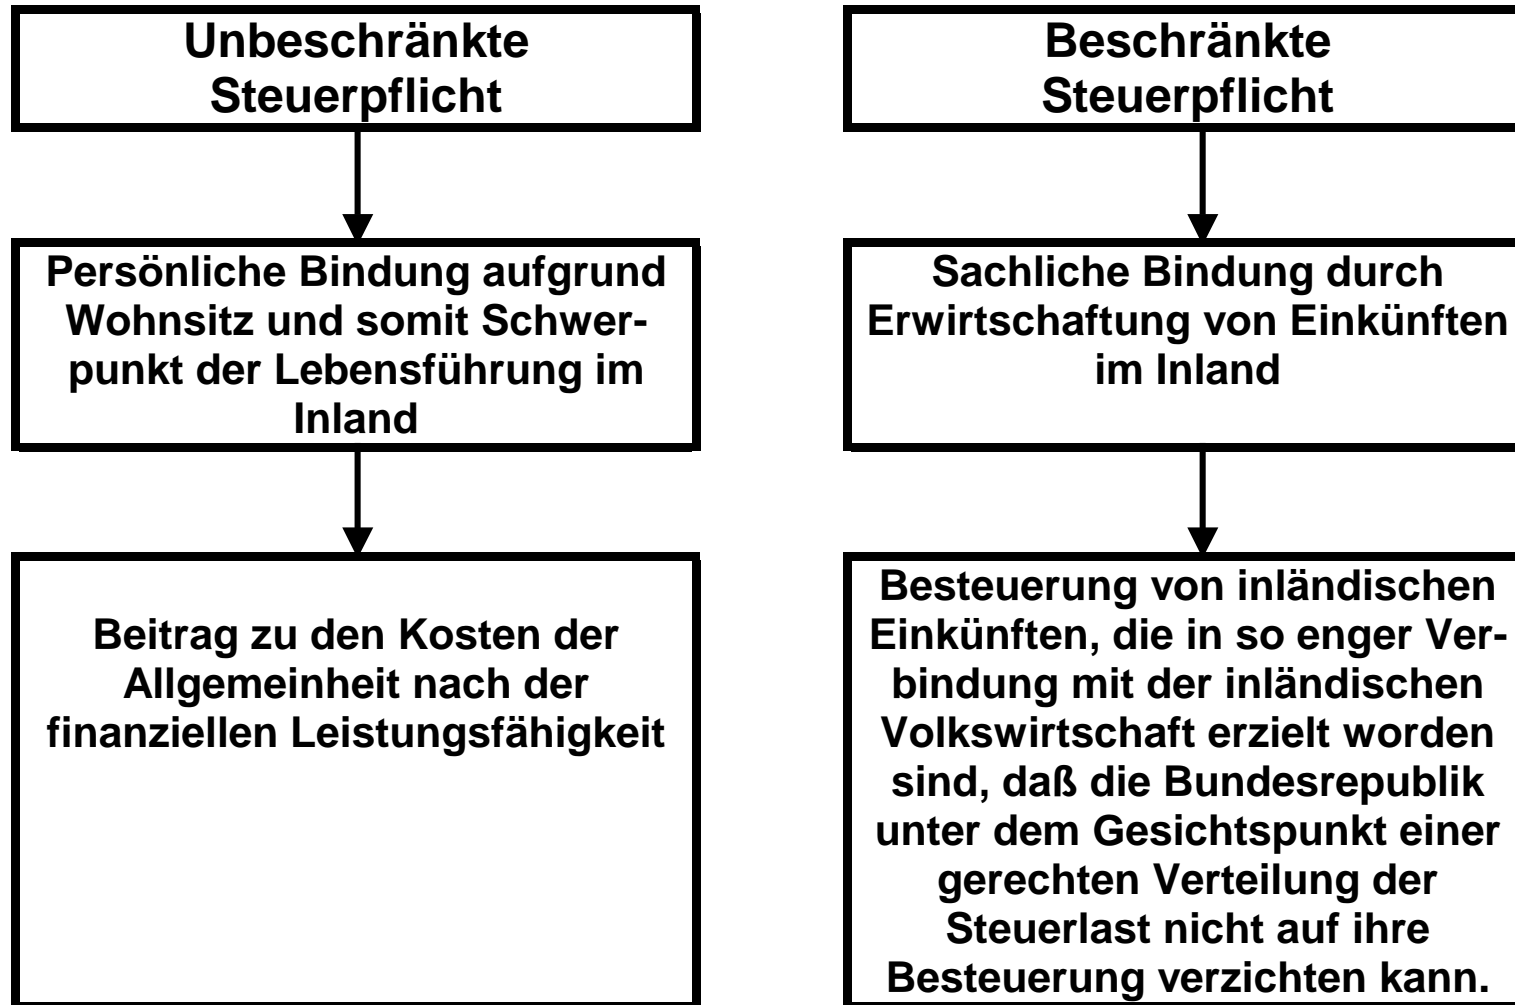 Unbeschränkte
Steuerpflicht
Persönliche Bindung aufgrund
Wohnsitz und somit Schwer-
punkt der Lebensführung im
Inland
Beitrag zu den Kosten der
Allgemeinheit nach der
finanziellen Leistungsfähigkeit
Beschränkte
Steuerpflicht
Sachliche Bindung durch
Erwirtschaftung von Einkünften
im Inland
Besteuerung von inländischen
Einkünften, die in so enger Ver-
bindung mit der inländischen
Volkswirtschaft erzielt worden
sind, daß die Bundesrepublik
unter dem Gesichtspunkt einer
gerechten Verteilung der
Steuerlast nicht auf ihre
Besteuerung verzichten kann.